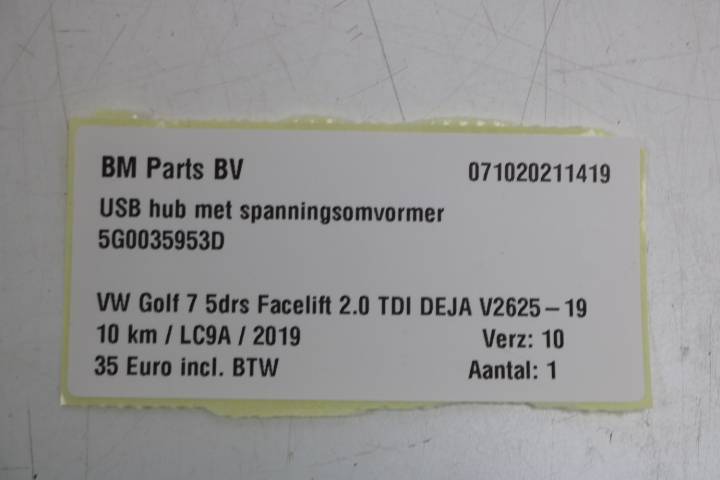 BM Parts BV 071020211419
USB hub met spanningsomvormer
5G0035953D
VW Golf 7 5drs Facelift 2.0 TDI DEJA V2625-19
10 km / LC9A / 2019 Verz: 10
35 Euro incl. BTW Aantal: 1